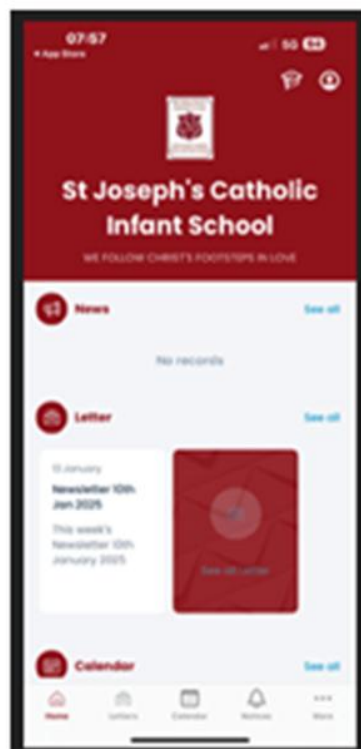 07:57
App Store
5G
St Joseph's Catholic
Infant School
WE FOLLOW CHRIST'S FOOTSTEPS IN LOVE
News
See all
No records
Letter
See all
13 January
Newsletter 10th
Jan 2025
This week's
Newsletter 10th
January 2025
See all Letter
Calendar
See all
Home
Letters
Calendar
Notices
More